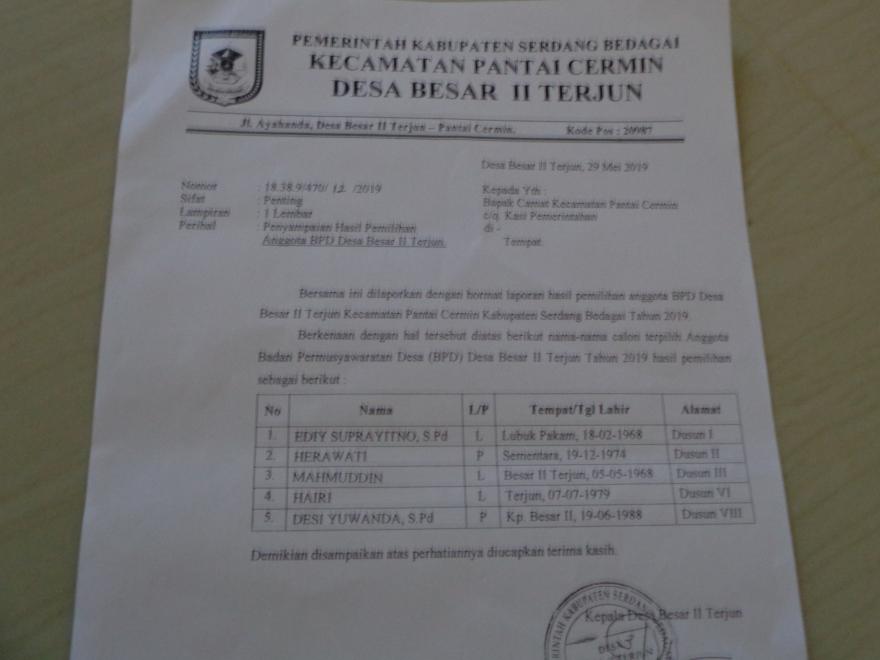 PEMERINTAH KABUPATEN SERDANG BEDAGAI
KECAMATAN PANTAI CERMIN
DESA BESAR II TERJUN
Jl. Ayahanda, Desa Besar II Terjun – Pantai Cermin. Kode Pos : 20987
Desa Besar II Terjun, 29 Mei 2019
Nomor : 18.38.9/470/ 12 /2019
Sifat : Penting
Lampiran : 1 Lembar
Perihal : Penyampaian Hasil Pemilihan
Anggota BPD Desa Besar II Terjun.
Kepada Yth :
Bapak Camat Kecamatan Pantai Cermin
c/q. Kasi Pemerintahan
di -
Tempat.
Bersama ini dilaporkan dengan hormat laporan hasil pemilihan anggota BPD Desa
Besar II Terjun Kecamatan Pantai Cermin Kabupaten Serdang Bedagai Tahun 2019.
Berkenaan dengan hal tersebut diatas berikut nama-nama calon terpilih Anggota
Badan Permusyawaratan Desa (BPD) Desa Besar II Terjun Tahun 2019 hasil pemilihan
sebagai berikut :
No Nama L/P Tempat/Tgl Lahir Alamat
1. EDIY SUPRAYITNO, S.Pd L Lubuk Pakam, 18-02-1968 Dusun I
2. HERAWATI P Sementara, 19-12-1974 Dusun II
3. MAHMUDDIN L Besar II Terjun, 05-05-1968 Dusun III
4. HAIRI L Terjun, 07-07-1979 Dusun VI
5. DESI YUWANDA, S.Pd P Kp. Besar II, 19-06-1988 Dusun VIII
Demikian disampaikan atas perhatiannya diucapkan terima kasih.
Kepala Desa Besar II Terjun
KABUPATEN SERDANG